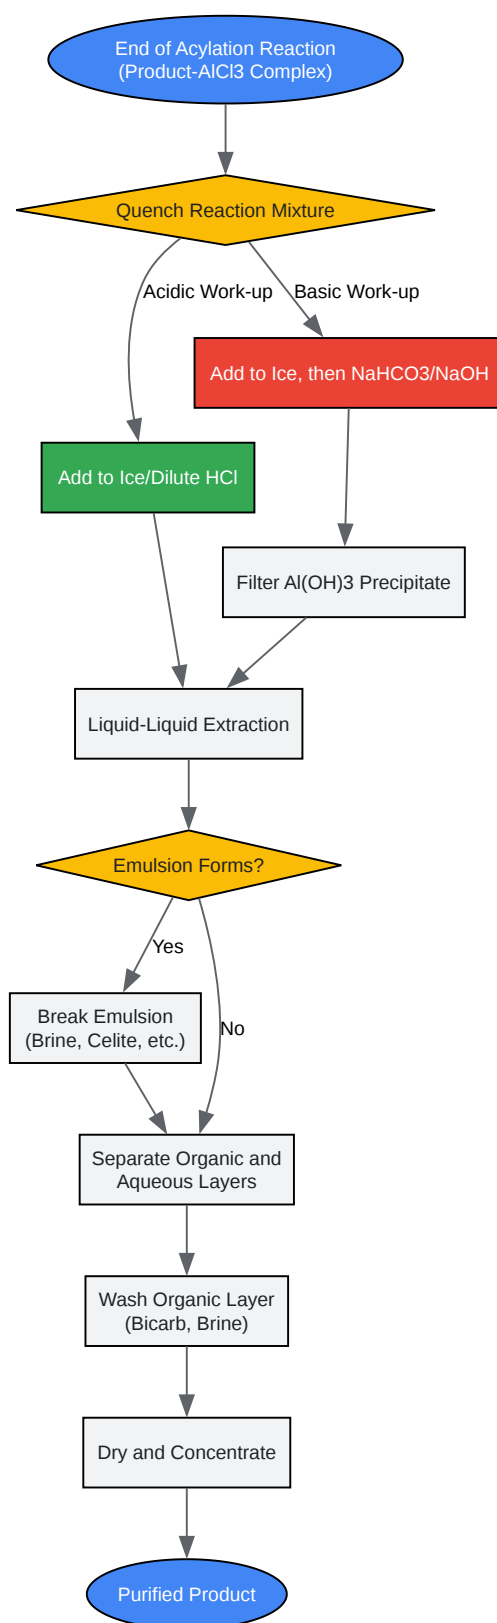 End of Acylation Reaction
(Product-AlCl3 Complex)
Quench Reaction Mixture
Acidic Work-up
Basic Work-up
Add to Ice, then NaHCO3/NaOH
Add to Ice/Dilute HCl
Filter Al(OH)3 Precipitate
Liquid-Liquid Extraction
Emulsion Forms?
Yes
Break Emulsion
(Brine, Celite, etc.)
No
Separate Organic and
Aqueous Layers
Wash Organic Layer
(Bicarb, Brine)
Dry and Concentrate
Purified Product